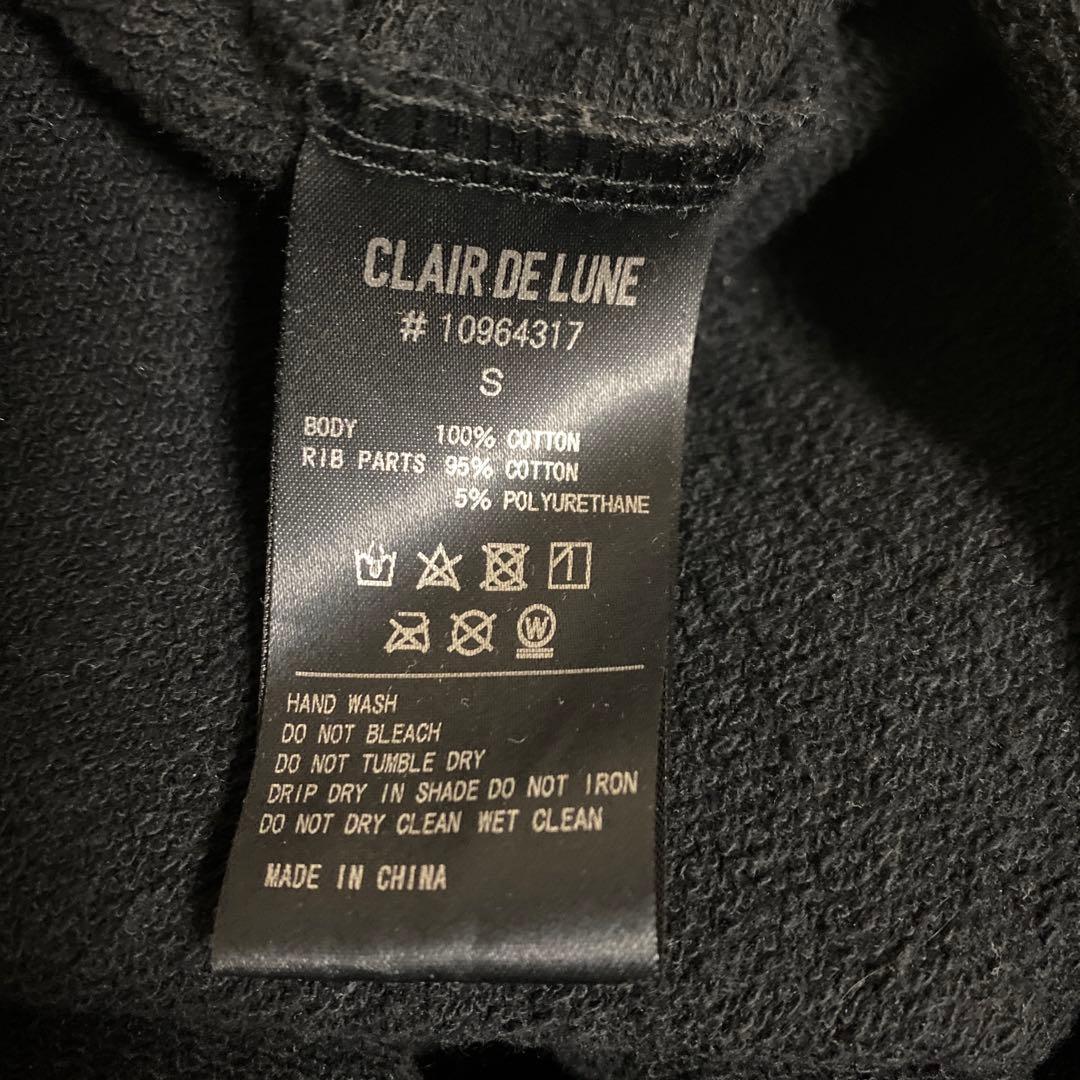 CLAIR DE LUNE
# 10964317
S
BODY 100% COTTON
RIB PARTS 95% COTTON
5% POLYURETHANE
W
HAND WASH
DO NOT BLEACH
DO NOT TUMBLE DRY
DRIP DRY IN SHADE DO NOT IRON
DO NOT DRY CLEAN WET CLEAN
MADE IN CHINA